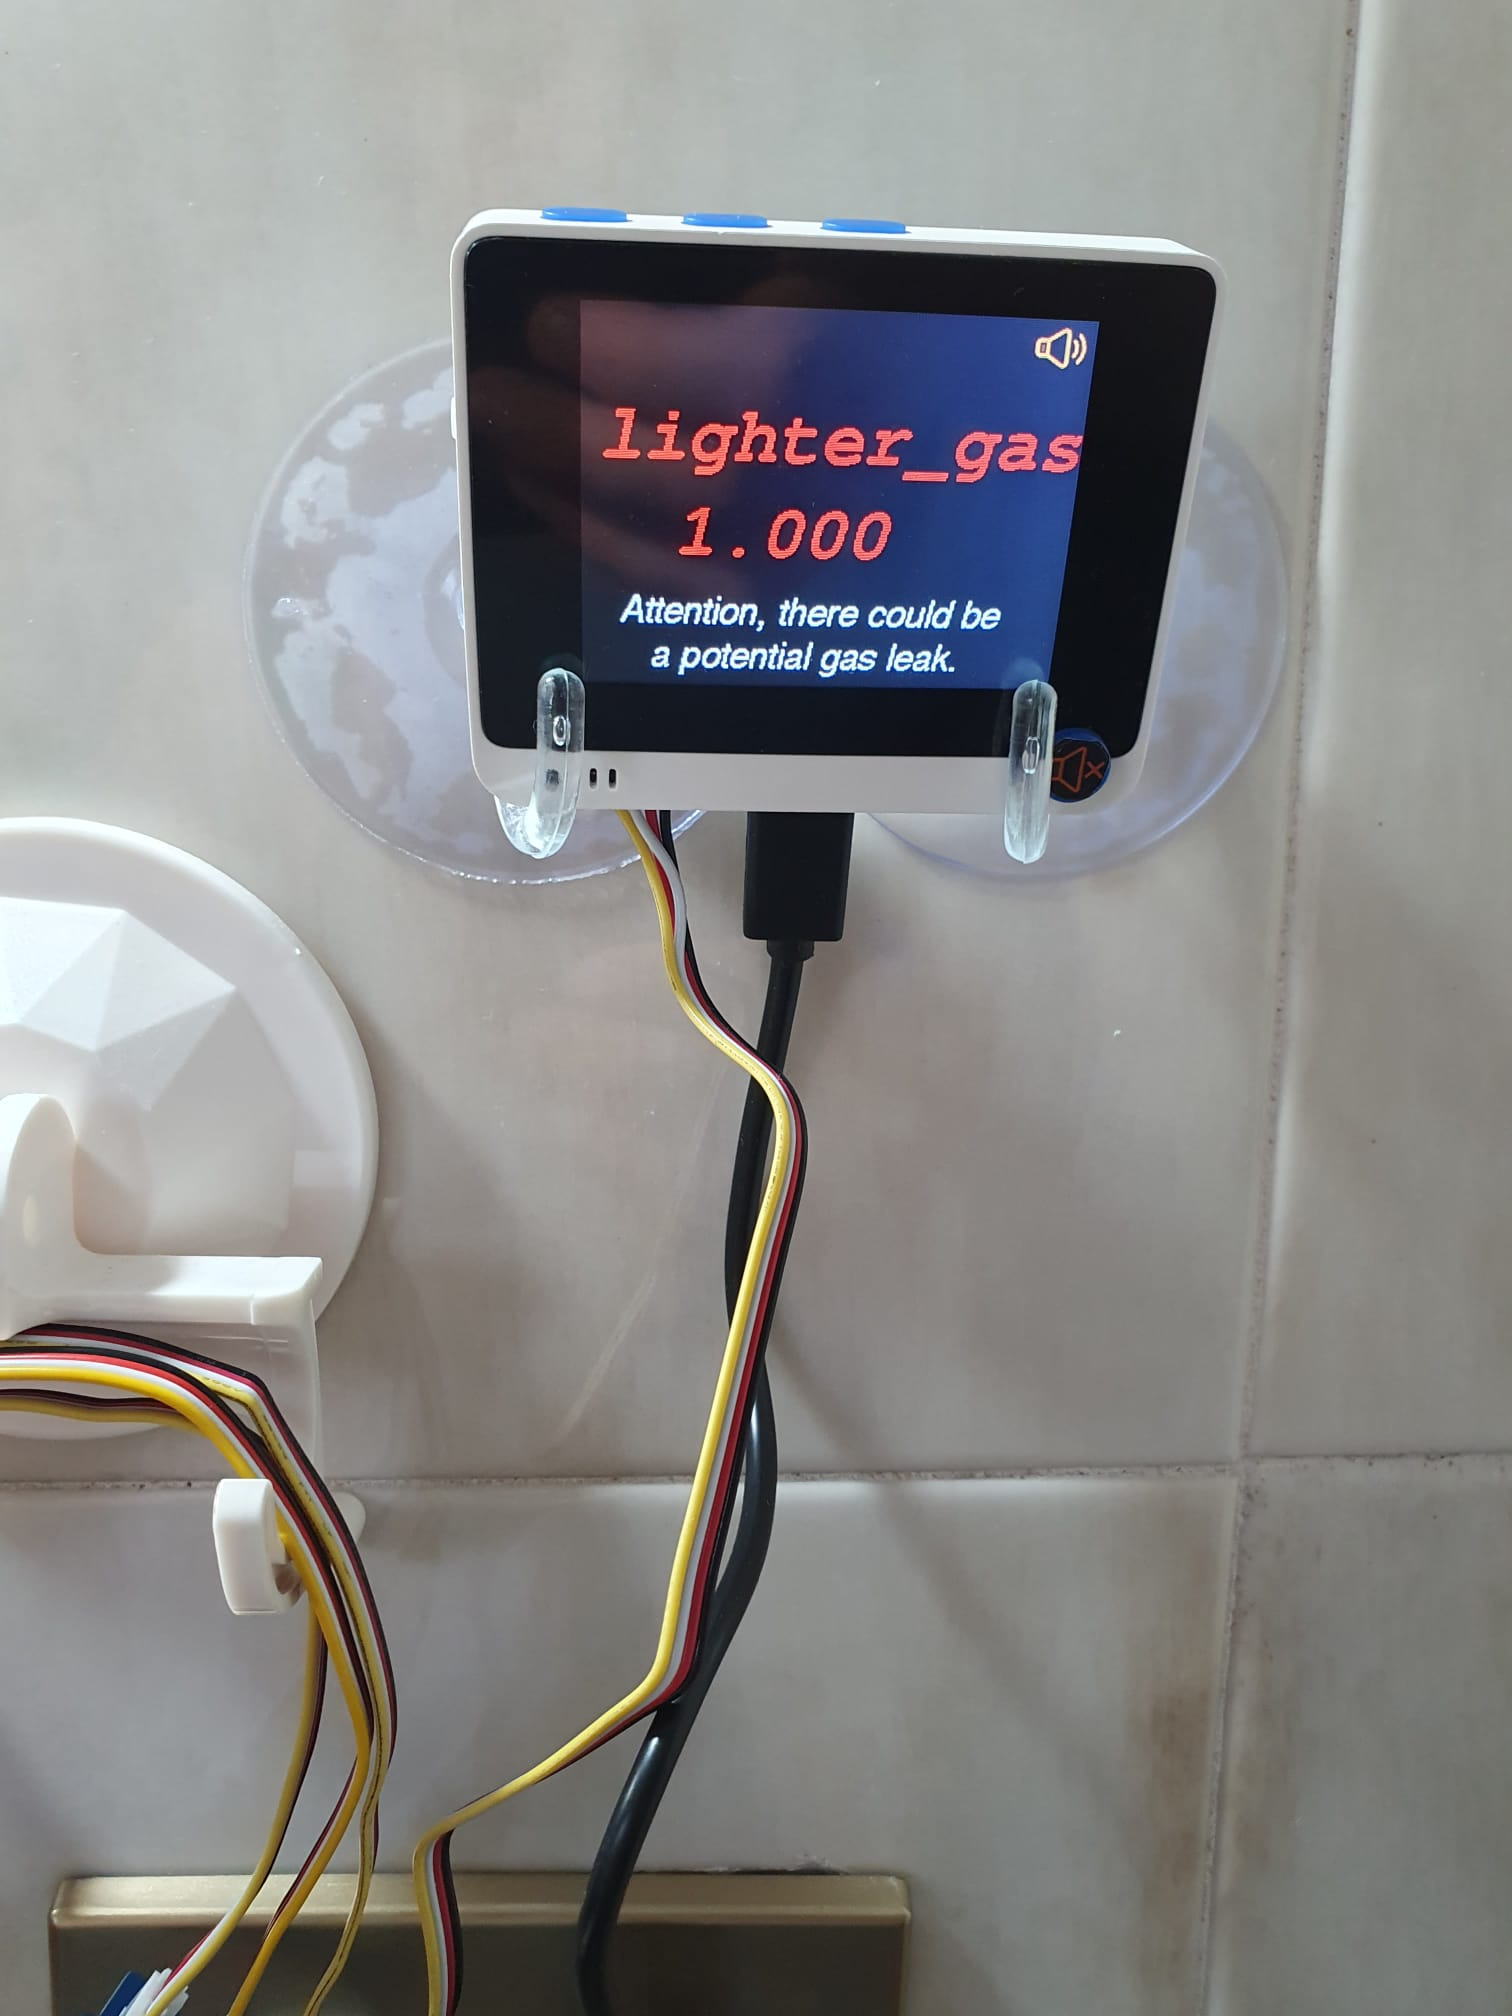 lighter_gas
1.000
Attention, there could be
a potential gas leak.